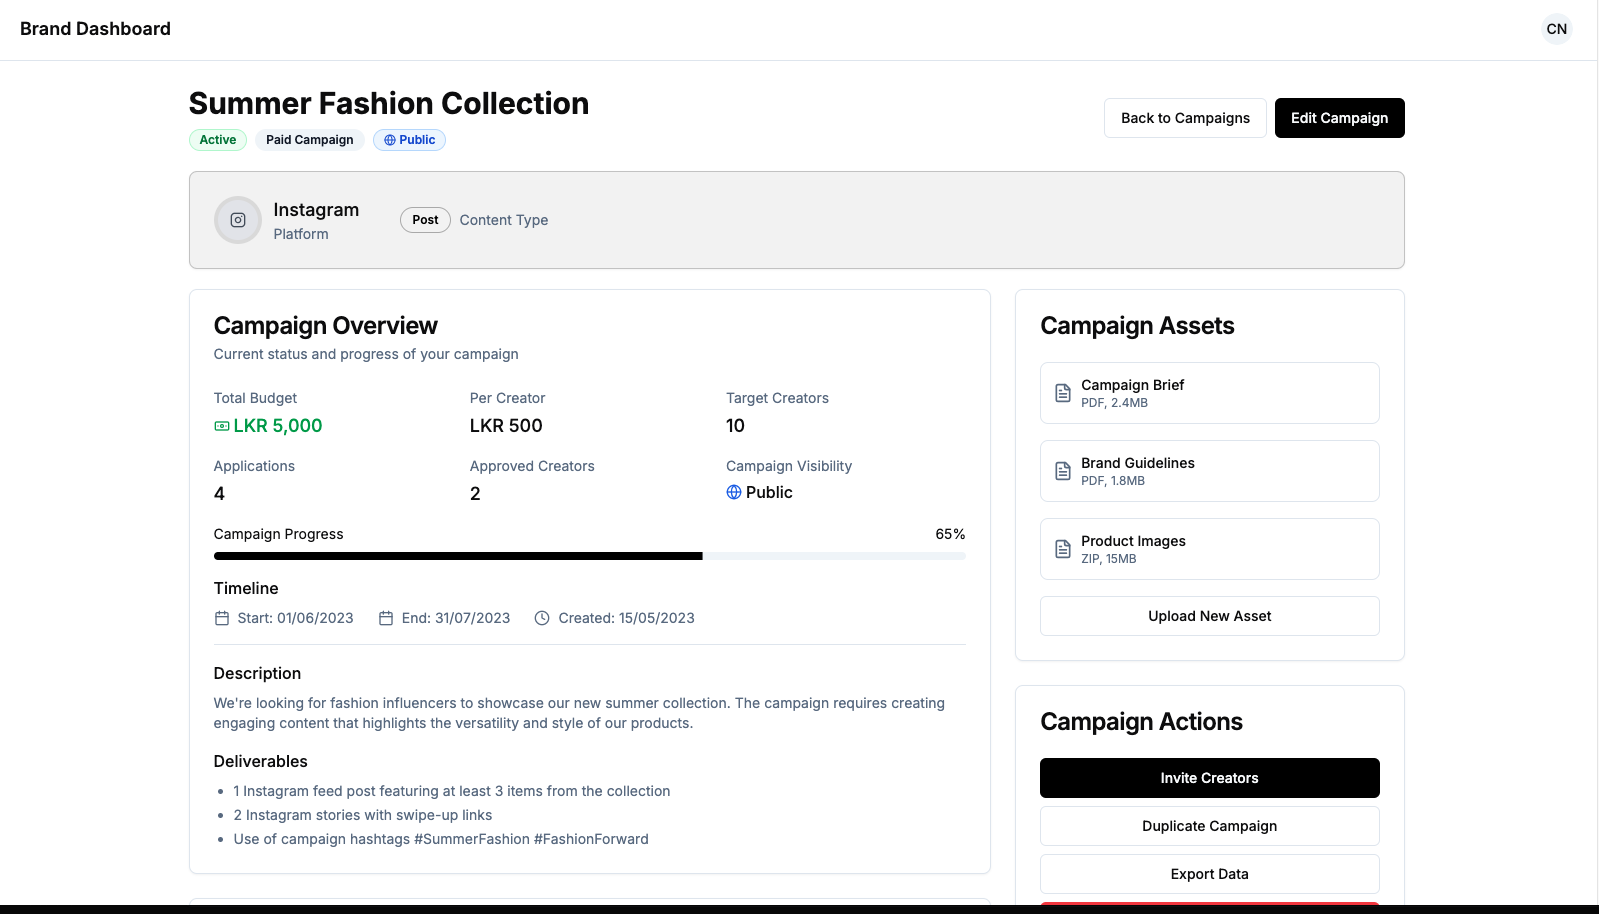 Brand Dashboard
CN
Summer Fashion Collection
Active
Paid Campaign
Public
Back to Campaigns
Edit Campaign
Instagram
Platform
Post
Content Type
Campaign Overview
Current status and progress of your campaign
Total Budget
LKR 5,000
Per Creator
LKR 500
Target Creators
10
Applications
4
Approved Creators
2
Campaign Visibility
Public
Campaign Progress
65%
Timeline
Start: 01/06/2023
End: 31/07/2023
Created: 15/05/2023
Description
We're looking for fashion influencers to showcase our new summer collection. The campaign requires creating
engaging content that highlights the versatility and style of our products.
Deliverables
• 1 Instagram feed post featuring at least 3 items from the collection
• 2 Instagram stories with swipe-up links
• Use of campaign hashtags #SummerFashion #FashionForward
Campaign Assets
Campaign Brief
PDF, 2.4MB
Brand Guidelines
PDF, 1.8MB
Product Images
ZIP, 15MB
Upload New Asset
Campaign Actions
Invite Creators
Duplicate Campaign
Export Data